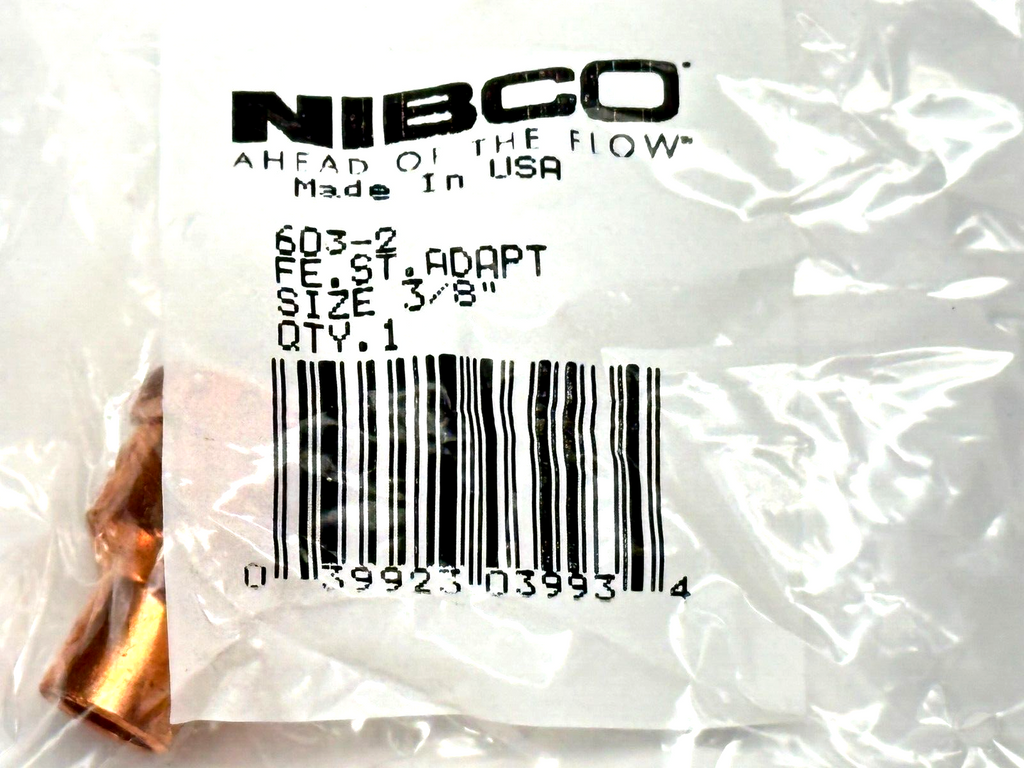 NIBCO
AHEAD OF THE FLOW™
Made In USA
603-2
FE.ST.ADAPT
SIZE 3/8"
QTY.1
0 39923 03993 4